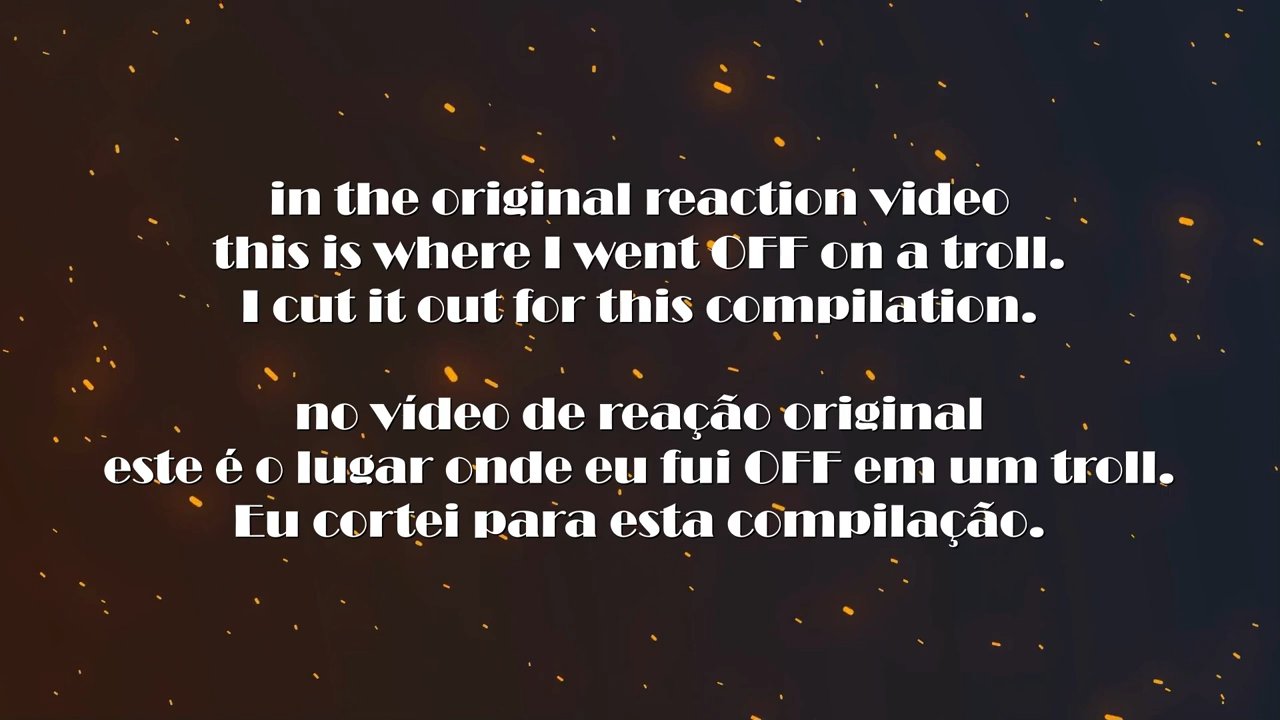 in the original reaction video
this is where I went OFF on a troll.
I cut it out for this compilation.
no vídeo de reação original
este é o lugar onde eu fui OFF em um troll.
Eu cortei para esta compilação.